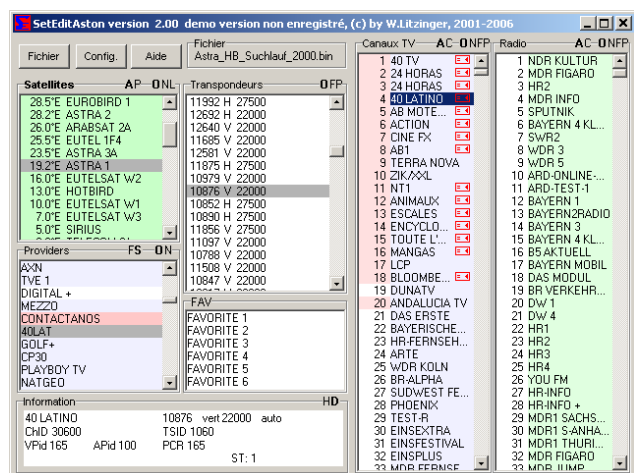 SetEditAston version 2.00 demo version non enregistré, (c) by W.Litzinger, 2001-2006
Fichier
Config.
Aide
Fichier
Astra_HB_Suchlauf_2000.bin
Satellites AP ONL
28.5°E EUROBIRD 1
28.2°E ASTRA 2
26.0°E ARABSAT 2A
25.5°E EUTEL 1F4
23.5°E ASTRA 3A
19.2°E ASTRA 1
16.0°E EUTELSAT W2
13.0°E HOTBIRD
10.0°E EUTELSAT W1
7.0°E EUTELSAT W3
5.0°E SIRIUS
Transpondeurs OFP
11992 H 27500
12692 H 22000
12640 V 22000
11685 V 22000
12581 V 22000
11875 H 27500
10979 V 22000
10876 V 22000
10852 H 27500
10890 H 27500
11856 V 27500
11097 V 22000
10788 V 22000
11508 V 22000
10847 V 22000
Providers FS ON
AXN
TVE 1
DIGITAL +
MEZZO
CONTACTANOS
40LAT
GOLF+
CP30
PLAYBOY TV
NATGEO
FAV
FAVORITE 1
FAVORITE 2
FAVORITE 3
FAVORITE 4
FAVORITE 5
FAVORITE 6
Information HD
40 LATINO 10876 vert 22000 auto
ChID 30600 TSID 1060
VPid 165 APid 100 PCR 165
ST: 1
Canaux TV AC ONFP
1 40 TV
2 24 HORAS
3 24 HORAS
4 40 LATINO
5 AB MOTE...
6 ACTION
7 CINE FX
8 AB1
9 TERRA NOVA
10 ZIK/XXL
11 NT1
12 ANIMAUX
13 ESCALES
14 ENCYCLO...
15 TOUTE L'...
16 MANGAS
17 LCP
18 BLOOMBE...
19 DUNATV
20 ANDALUCIA TV
21 DAS ERSTE
22 BAYERISCHE...
23 HR-FERNSEH...
24 ARTE
25 WDR KÖLN
26 BR-ALPHA
27 SÜDWEST FE...
28 PHOENIX
29 TEST-R
30 EINSEXTRA
31 EINSFESTIVAL
32 EINSPLUS
33 MDR FERNSE...
Radio AC ONFP
1 NDR KULTUR
2 MDR FIGARO
3 HR2
4 MDR INFO
5 SPUTNIK
6 BAYERN 4 KL...
7 SWR2
8 WDR 3
9 WDR 5
10 ARD-ONLINE-...
11 ARD-TEST-1
12 BAYERN 1
13 BAYERN2RADIO
14 BAYERN 3
15 BAYERN 4 KL...
16 B5 AKTUELL
17 BAYERN MOBIL
18 DAS MODUL
19 BR VERKEHR...
20 DW 1
21 DW 4
22 HR1
23 HR2
24 HR3
25 HR4
26 YOU FM
27 HR-INFO
28 HR-INFO +
29 MDR1 SACHS...
30 MDR1 S-ANHA...
31 MDR1 THURI...
32 MDR FIGARO
33 MDR JUMP